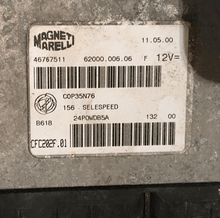 MAGNETI
MARELLI
11.05.00
46767511 62000.006.06 F 12V=
COP35N76
156 SELESPEED
24POWDB5A
B618 132 00
CFC202F.01